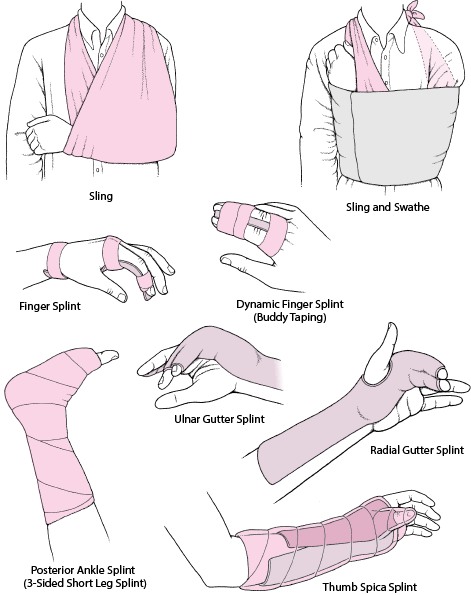 Sling
Sling and Swathe
Finger Splint
Dynamic Finger Splint
(Buddy Taping)
Ulnar Gutter Splint
Radial Gutter Splint
Posterior Ankle Splint
(3-Sided Short Leg Splint)
Thumb Spica Splint